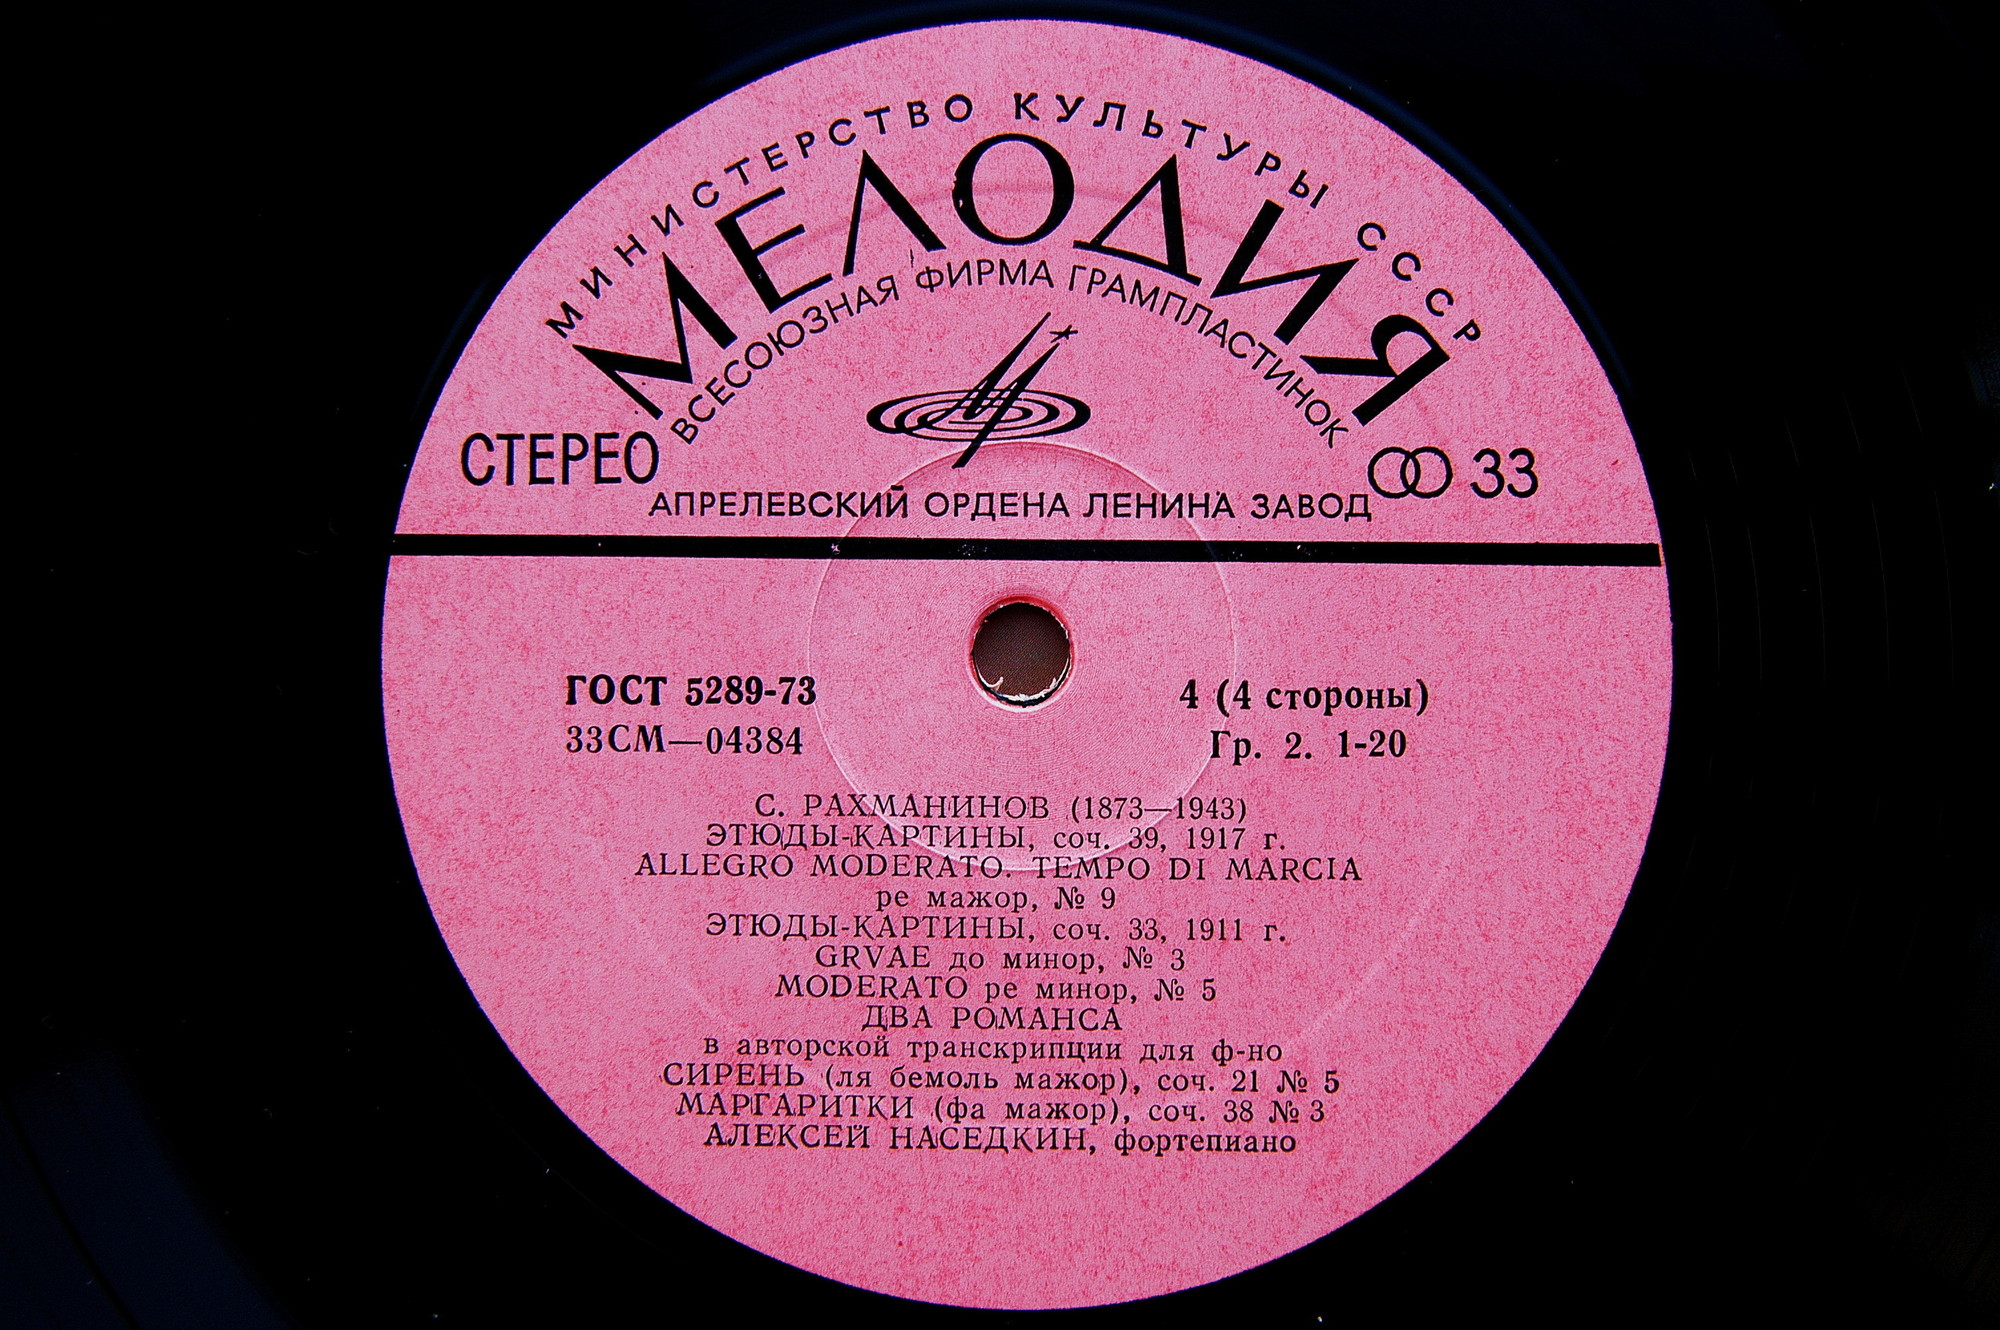 МИНИСТЕРСТВО КУЛЬТУРЫ СССР
МЕЛОДИЯ
ВСЕСОЮЗНАЯ ФИРМА ГРАМПЛАСТИНОК
СТЕРЕО
33
АПРЕЛЕВСКИЙ ОРДЕНА ЛЕНИНА ЗАВОД
ГОСТ 5289-73
4 (4 стороны)
33СМ—04384
Гр. 2. 1-20
С. РАХМАНИНОВ (1873—1943)
ЭТЮДЫ-КАРТИНЫ, соч. 39, 1917 г.
ALLEGRO MODERATO. TEMPO DI MARCIA
ре мажор, № 9
ЭТЮДЫ-КАРТИНЫ, соч. 33, 1911 г.
GRVAE до минор, № 3
MODERATO ре минор, № 5
ДВА РОМАНСА
в авторской транскрипции для ф-но
СИРЕНЬ (ля бемоль мажор), соч. 21 № 5
МАРГАРИТКИ (фа мажор), соч. 38 № 3
АЛЕКСЕЙ НАСЕДКИН, фортепиано